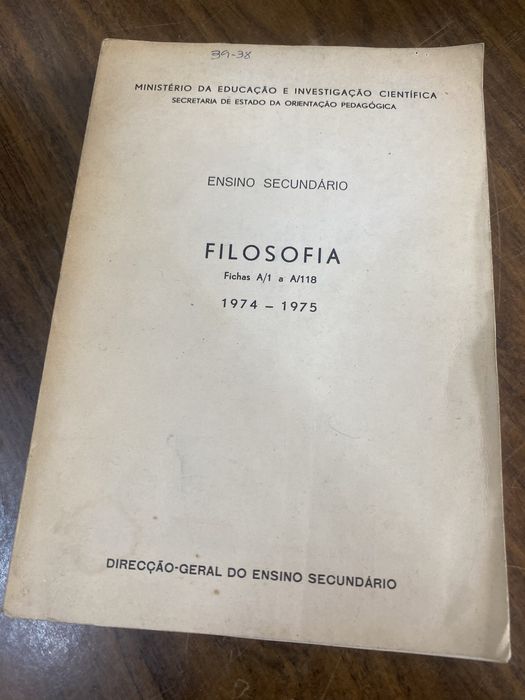 39-38
MINISTÉRIO DA EDUCAÇÃO E INVESTIGAÇÃO CIENTÍFICA
SECRETARIA DE ESTADO DA ORIENTAÇÃO PEDAGÓGICA
ENSINO SECUNDÁRIO
FILOSOFIA
Fichas A/1 a A/118
1974 – 1975
DIRECÇÃO-GERAL DO ENSINO SECUNDÁRIO